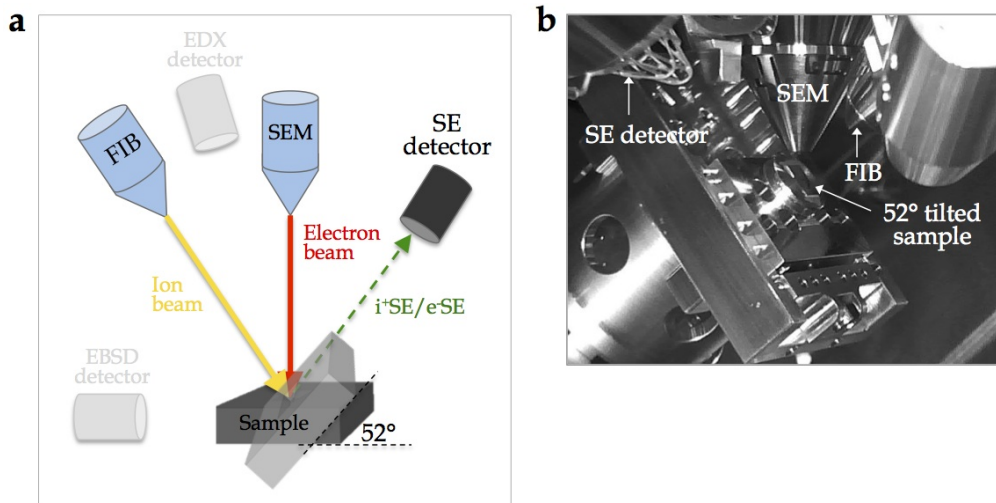 a
EDX
detector
FIB
SEM
SE
detector
Electron
beam
Ion
beam
i⁺SE/e⁻SE
EBSD
detector
Sample
52°
b
SEM
SE detector
FIB
52° tilted
sample